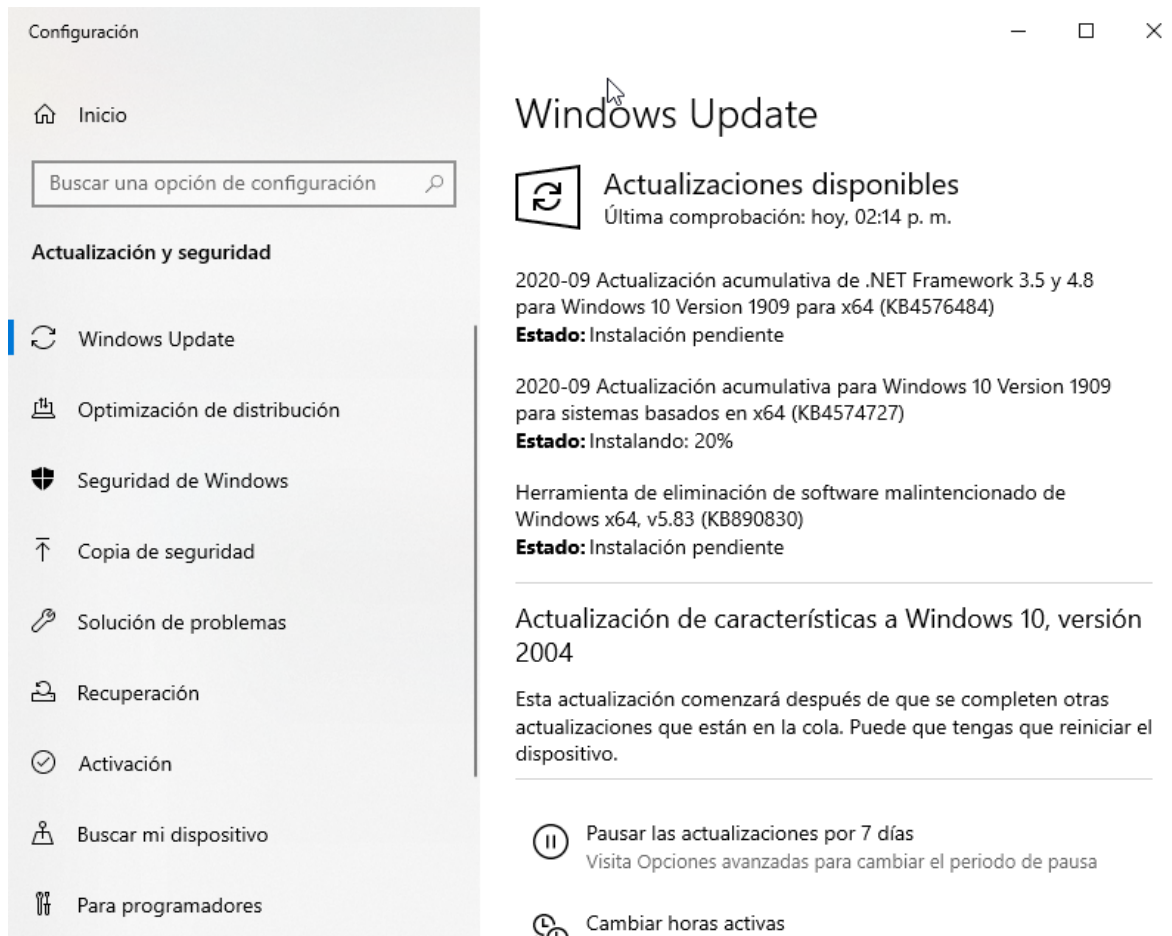 Configuración
Inicio
Buscar una opción de configuración
Actualización y seguridad
Windows Update
Optimización de distribución
Seguridad de Windows
Copia de seguridad
Solución de problemas
Recuperación
Activación
Buscar mi dispositivo
Para programadores
Windows Update
Actualizaciones disponibles
Última comprobación: hoy, 02:14 p. m.
2020-09 Actualización acumulativa de .NET Framework 3.5 y 4.8
para Windows 10 Version 1909 para x64 (KB4576484)
Estado: Instalación pendiente
2020-09 Actualización acumulativa para Windows 10 Version 1909
para sistemas basados en x64 (KB4574727)
Estado: Instalando: 20%
Herramienta de eliminación de software malintencionado de
Windows x64, v5.83 (KB890830)
Estado: Instalación pendiente
Actualización de características a Windows 10, versión
2004
Esta actualización comenzará después de que se completen otras
actualizaciones que están en la cola. Puede que tengas que reiniciar el
dispositivo.
Pausar las actualizaciones por 7 días
Visita Opciones avanzadas para cambiar el periodo de pausa
Cambiar horas activas